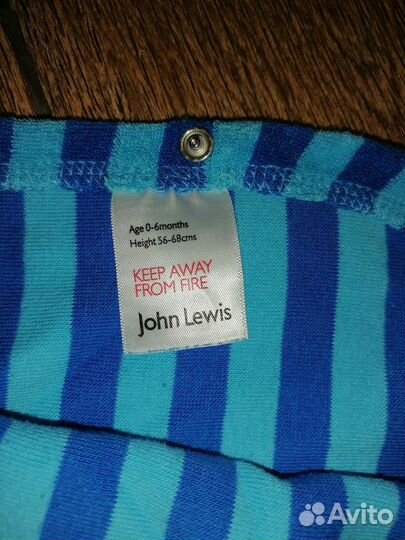 Age 0-6months
Height 56-68cms
KEEP AWAY
FROM FIRE
John Lewis
Avito